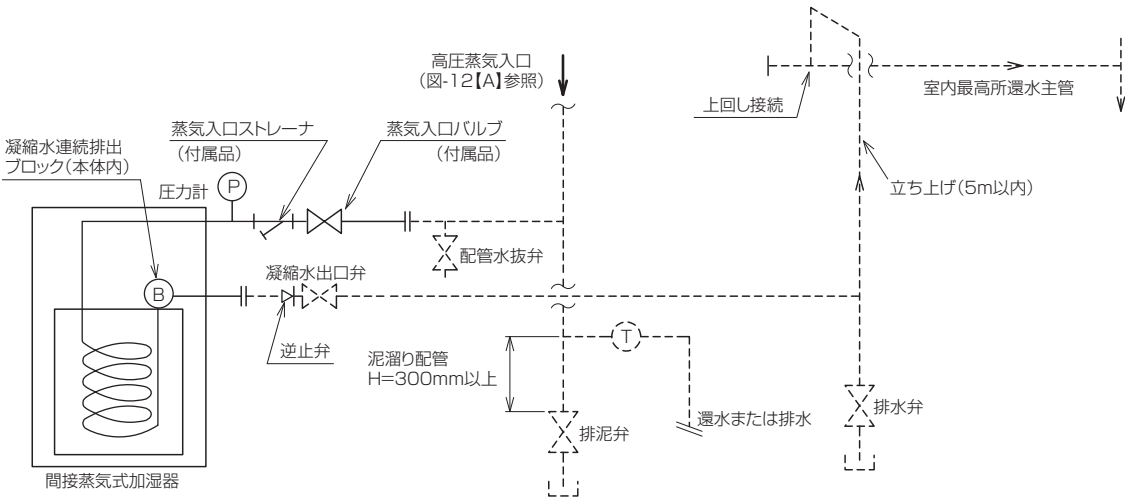 高圧蒸気入口
(図-12【A】参照)
上回し接続
室内最高所還水主管
蒸気入口ストレーナ
(付属品)
蒸気入口バルブ
(付属品)
凝縮水連続排出
ブロック(本体内)
圧力計
P
立ち上げ(5m以内)
配管水抜弁
凝縮水出口弁
B
逆止弁
泥溜り配管
H=300mm以上
T
還水または排水
排水弁
排泥弁
間接蒸気式加湿器